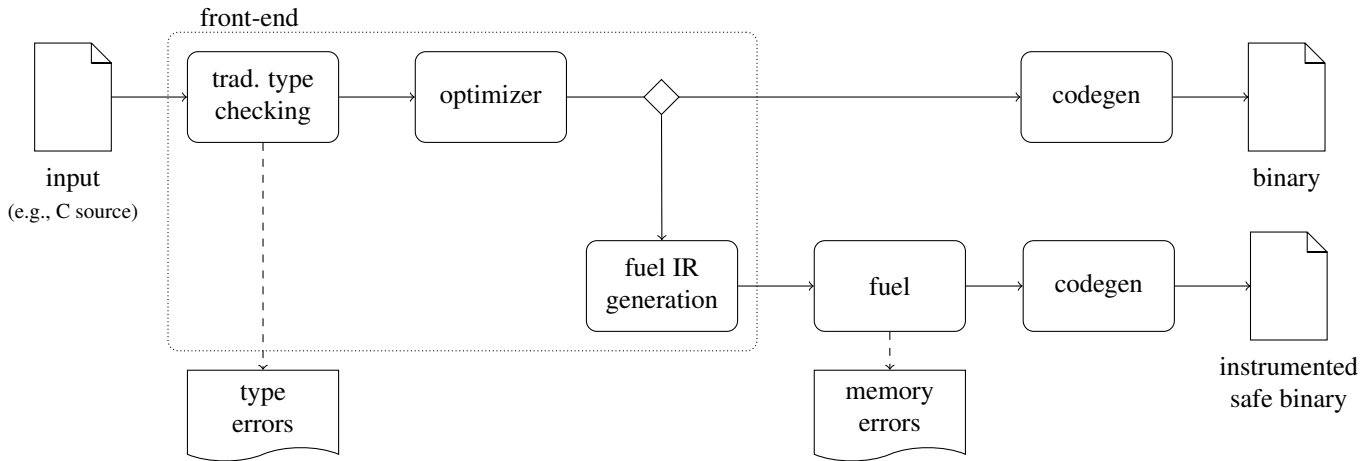 front-end
trad. type
checking
optimizer
codegen
input
(e.g., C source)
binary
fuel IR
generation
fuel
codegen
instrumented
safe binary
type
errors
memory
errors